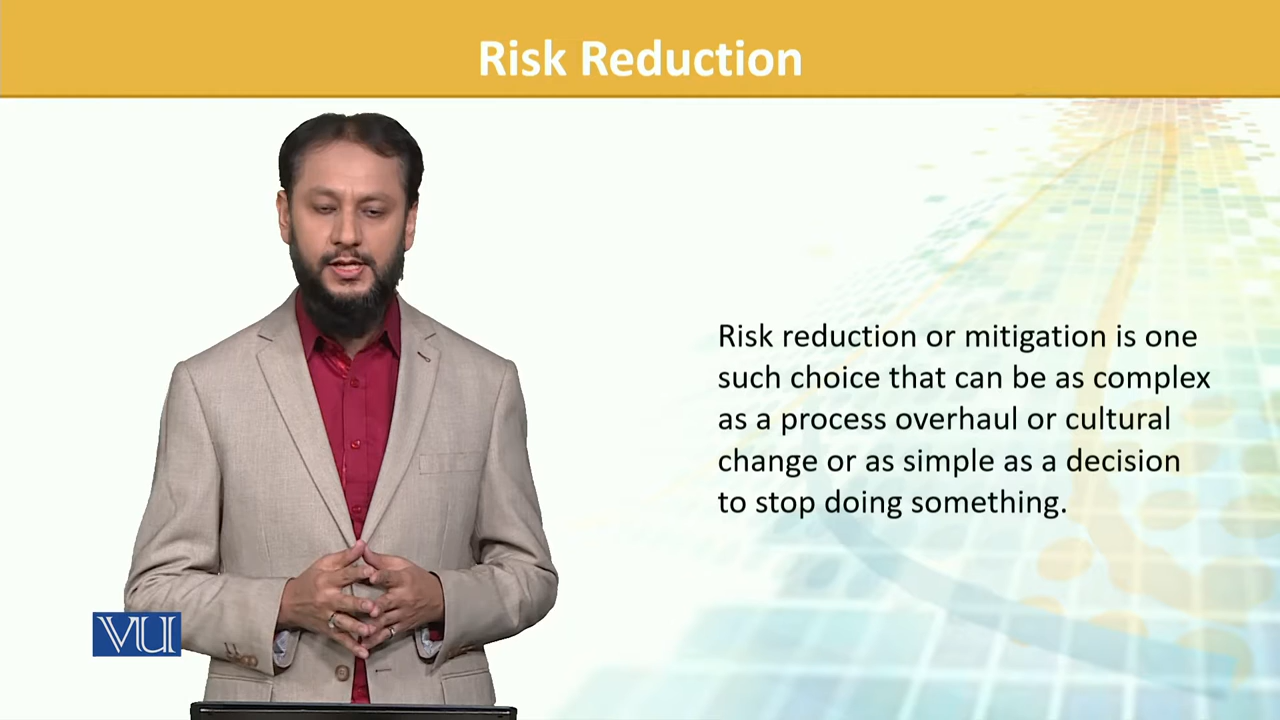 Risk Reduction
Risk reduction or mitigation is one
such choice that can be as complex
as a process overhaul or cultural
change or as simple as a decision
to stop doing something.
VU